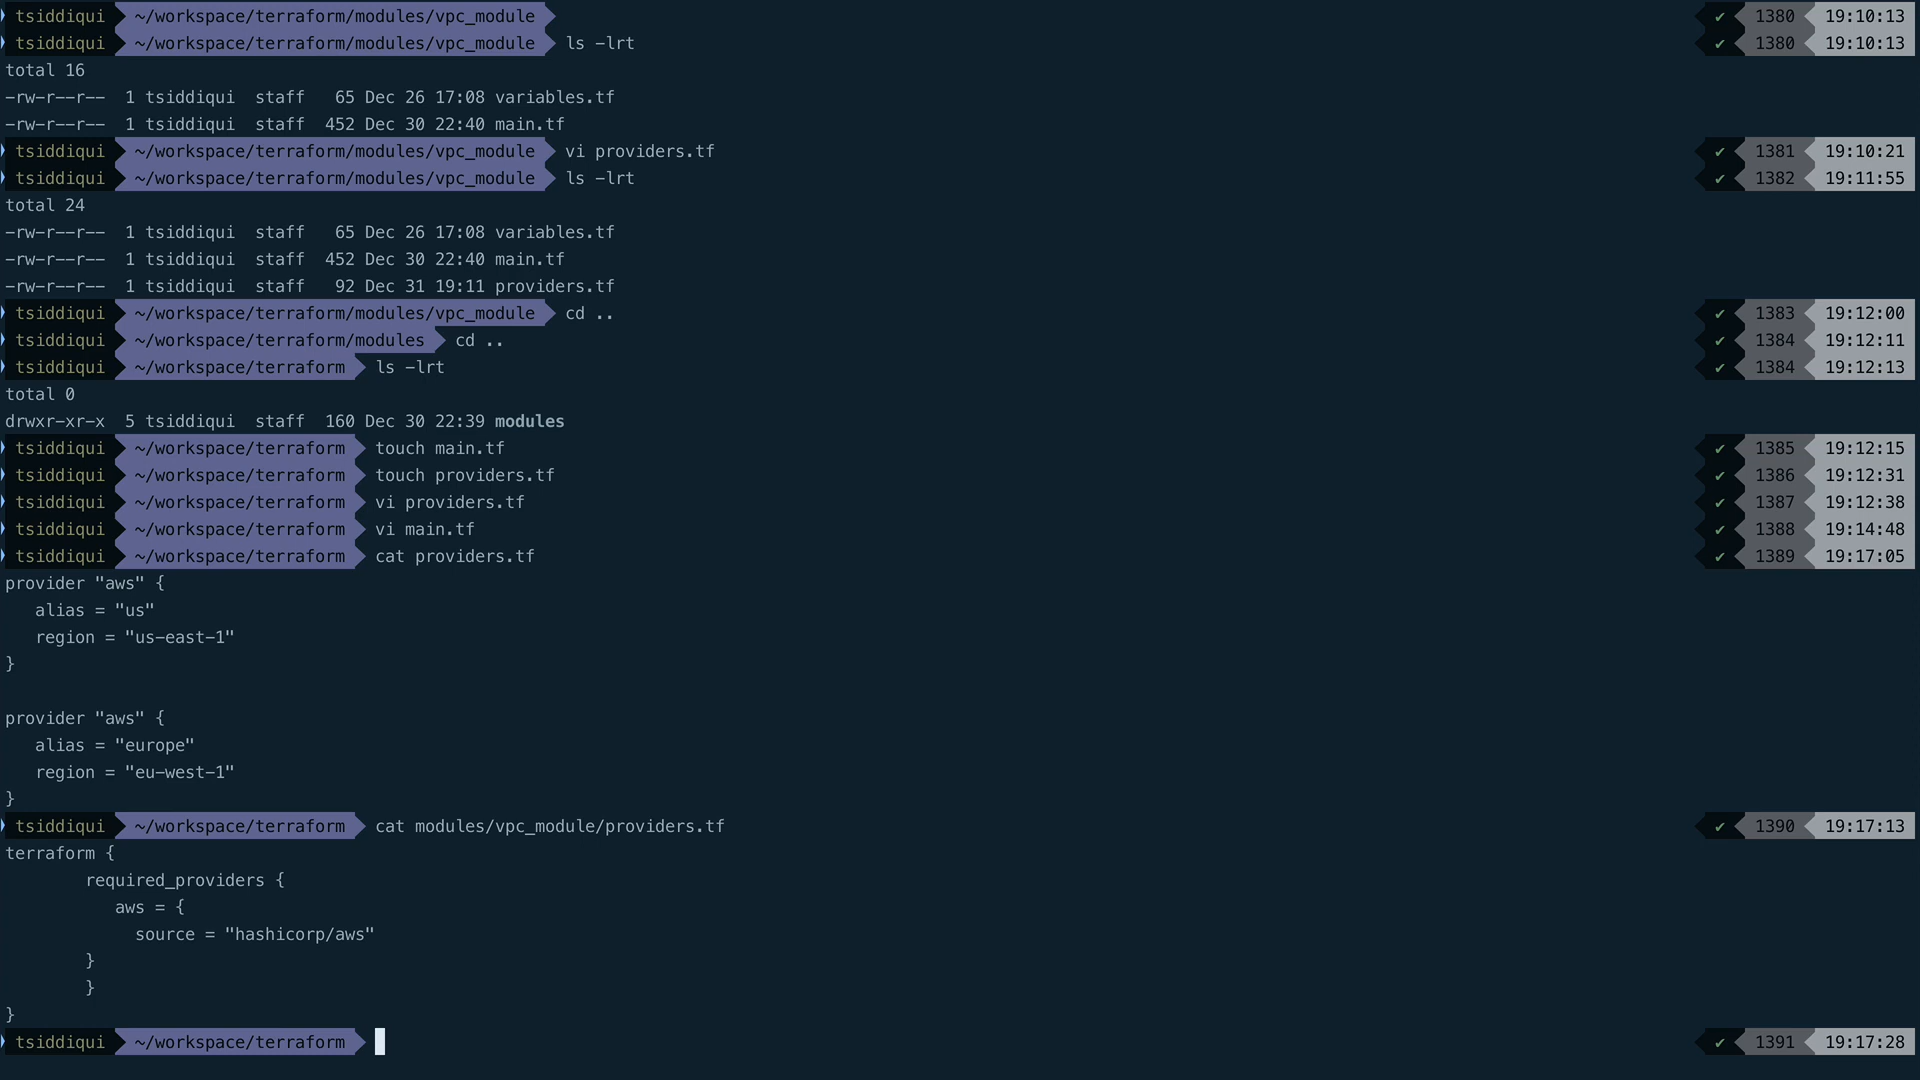 tsiddiqui ~/workspace/terraform/modules/vpc_module ✔ 1380 19:10:13
tsiddiqui ~/workspace/terraform/modules/vpc_module ls -lrt ✔ 1380 19:10:13
total 16
-rw-r--r--  1 tsiddiqui  staff   65 Dec 26 17:08 variables.tf
-rw-r--r--  1 tsiddiqui  staff  452 Dec 30 22:40 main.tf
tsiddiqui ~/workspace/terraform/modules/vpc_module vi providers.tf ✔ 1381 19:10:21
tsiddiqui ~/workspace/terraform/modules/vpc_module ls -lrt ✔ 1382 19:11:55
total 24
-rw-r--r--  1 tsiddiqui  staff   65 Dec 26 17:08 variables.tf
-rw-r--r--  1 tsiddiqui  staff  452 Dec 30 22:40 main.tf
-rw-r--r--  1 tsiddiqui  staff   92 Dec 31 19:11 providers.tf
tsiddiqui ~/workspace/terraform/modules/vpc_module cd .. ✔ 1383 19:12:00
tsiddiqui ~/workspace/terraform/modules cd .. ✔ 1384 19:12:11
tsiddiqui ~/workspace/terraform ls -lrt ✔ 1384 19:12:13
total 0
drwxr-xr-x  5 tsiddiqui  staff  160 Dec 30 22:39 modules
tsiddiqui ~/workspace/terraform touch main.tf ✔ 1385 19:12:15
tsiddiqui ~/workspace/terraform touch providers.tf ✔ 1386 19:12:31
tsiddiqui ~/workspace/terraform vi providers.tf ✔ 1387 19:12:38
tsiddiqui ~/workspace/terraform vi main.tf ✔ 1388 19:14:48
tsiddiqui ~/workspace/terraform cat providers.tf ✔ 1389 19:17:05
provider "aws" {
   alias = "us"
   region = "us-east-1"
}
provider "aws" {
   alias = "europe"
   region = "eu-west-1"
}
tsiddiqui ~/workspace/terraform cat modules/vpc_module/providers.tf ✔ 1390 19:17:13
terraform {
        required_providers {
           aws = {
             source = "hashicorp/aws"
        }
        }
}
tsiddiqui ~/workspace/terraform ✔ 1391 19:17:28